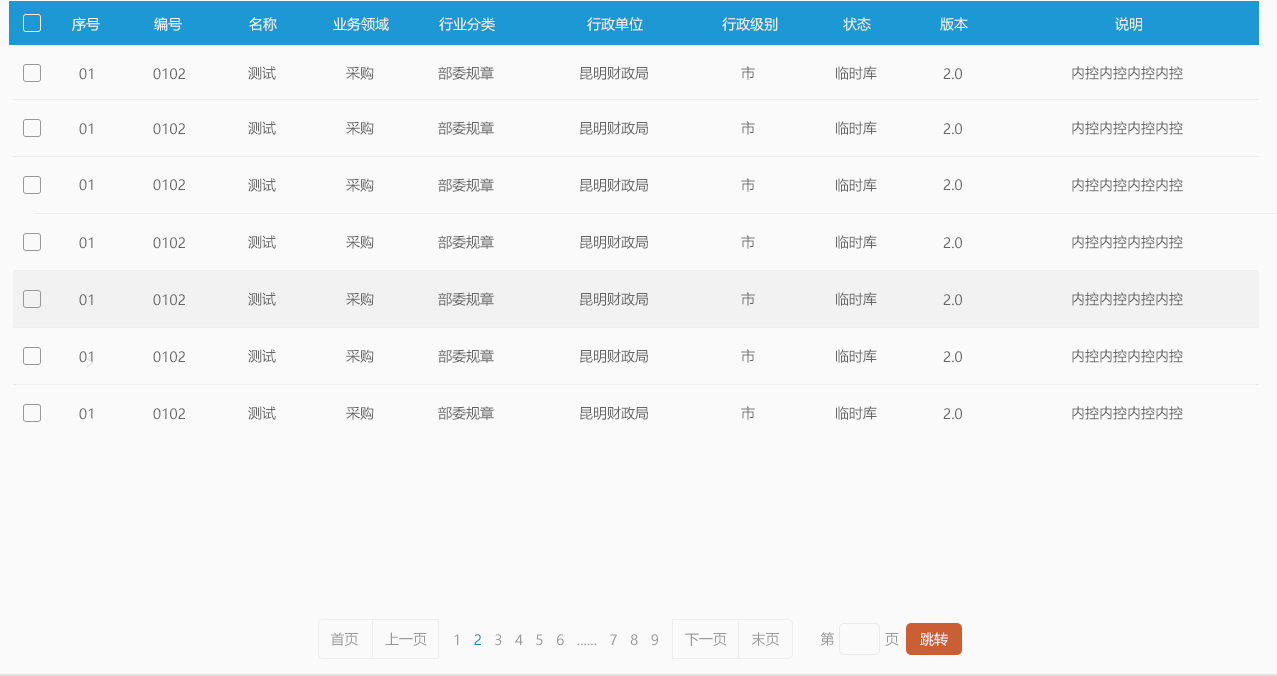 序号 编号 名称 业务领域 行业分类 行政单位 行政级别 状态 版本 说明
01 0102 测试 采购 部委规章 昆明财政局 市 临时库 2.0 内控内控内控内控
01 0102 测试 采购 部委规章 昆明财政局 市 临时库 2.0 内控内控内控内控
01 0102 测试 采购 部委规章 昆明财政局 市 临时库 2.0 内控内控内控内控
01 0102 测试 采购 部委规章 昆明财政局 市 临时库 2.0 内控内控内控内控
01 0102 测试 采购 部委规章 昆明财政局 市 临时库 2.0 内控内控内控内控
01 0102 测试 采购 部委规章 昆明财政局 市 临时库 2.0 内控内控内控内控
01 0102 测试 采购 部委规章 昆明财政局 市 临时库 2.0 内控内控内控内控
首页 上一页 1 2 3 4 5 6 ...... 7 8 9 下一页 末页 第 页 跳转